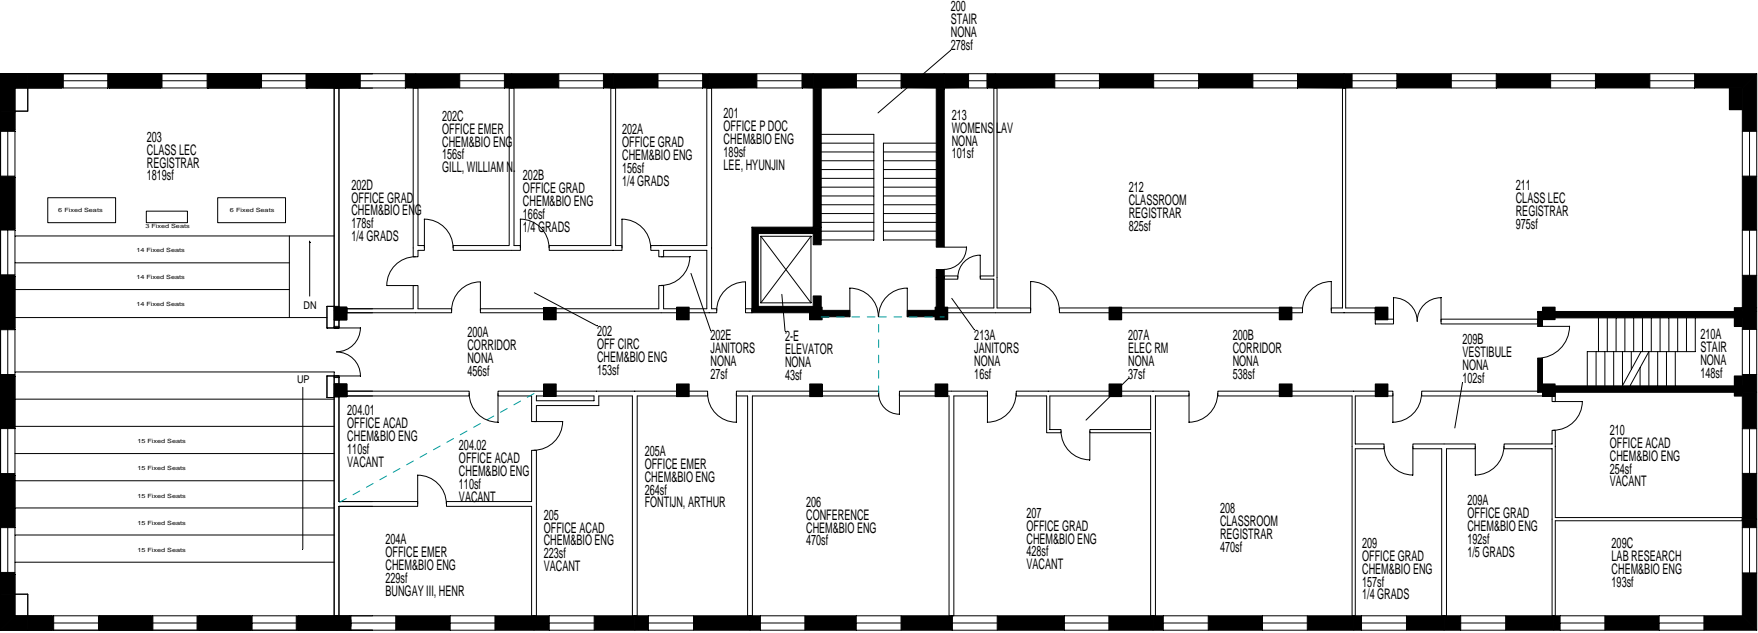 200
STAIR
NONA
278sf
203
CLASS LEC
REGISTRAR
1819sf
6 Fixed Seats
6 Fixed Seats
3 Fixed Seats
14 Fixed Seats
14 Fixed Seats
14 Fixed Seats
DN
UP
15 Fixed Seats
15 Fixed Seats
15 Fixed Seats
15 Fixed Seats
15 Fixed Seats
202D
OFFICE GRAD
CHEM&BIO ENG
178sf
1/4 GRADS
202C
OFFICE EMER
CHEM&BIO ENG
156sf
GILL, WILLIAM N.
202B
OFFICE GRAD
CHEM&BIO ENG
166sf
1/4 GRADS
202A
OFFICE GRAD
CHEM&BIO ENG
156sf
1/4 GRADS
201
OFFICE P DOC
CHEM&BIO ENG
189sf
LEE, HYUNJIN
213
WOMENS LAV
NONA
101sf
212
CLASSROOM
REGISTRAR
825sf
211
CLASS LEC
REGISTRAR
975sf
200A
CORRIDOR
NONA
456sf
202
OFF CIRC
CHEM&BIO ENG
153sf
202E
JANITORS
NONA
27sf
2-E
ELEVATOR
NONA
43sf
213A
JANITORS
NONA
16sf
207A
ELEC RM
NONA
37sf
200B
CORRIDOR
NONA
538sf
209B
VESTIBULE
NONA
102sf
210A
STAIR
NONA
148sf
204.01
OFFICE ACAD
CHEM&BIO ENG
110sf
VACANT
204.02
OFFICE ACAD
CHEM&BIO ENG
110sf
VACANT
204A
OFFICE EMER
CHEM&BIO ENG
229sf
BUNGAY III, HENR
205
OFFICE ACAD
CHEM&BIO ENG
223sf
VACANT
205A
OFFICE EMER
CHEM&BIO ENG
264sf
FONTIJN, ARTHUR
206
CONFERENCE
CHEM&BIO ENG
470sf
207
OFFICE GRAD
CHEM&BIO ENG
428sf
VACANT
208
CLASSROOM
REGISTRAR
470sf
209
OFFICE GRAD
CHEM&BIO ENG
157sf
1/4 GRADS
209A
OFFICE GRAD
CHEM&BIO ENG
192sf
1/5 GRADS
210
OFFICE ACAD
CHEM&BIO ENG
254sf
VACANT
209C
LAB RESEARCH
CHEM&BIO ENG
193sf